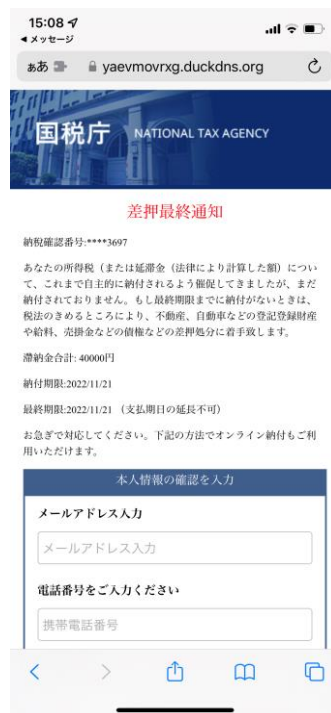 15:08
◀ メッセージ
ああ yaevmovrxg.duckdns.org
国税庁 NATIONAL TAX AGENCY
差押最終通知
納税確認番号:****3697
あなたの所得税（または延滞金（法律により計算した額）につい
て、これまで自主的に納付されるよう催促してきましたが、まだ
納付されておりません。もし最終期限までに納付がないときは、
税法のきめるところにより、不動産、自動車などの登記登録財産
や給料、売掛金などの債権などの差押処分に着手致します。
滞納金合計: 40000円
納付期限:2022/11/21
最終期限:2022/11/21 （支払期日の延長不可）
お急ぎで対応してください。下記の方法でオンライン納付もご利
用いただけます。
本人情報の確認を入力
メールアドレス入力
メールアドレス入力
電話番号をご入力ください
携帯電話番号